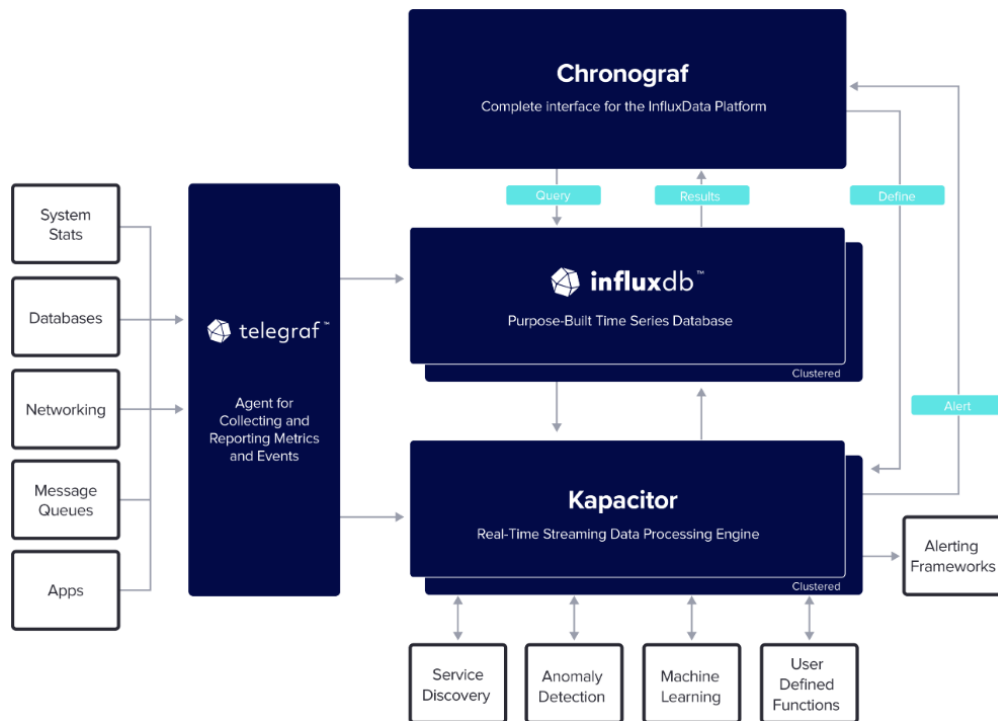 Chronograf
Complete interface for the InfluxData Platform
Query
Results
Define
System
Stats
Databases
Networking
Message
Queues
Apps
telegraf™
Agent for
Collecting and
Reporting Metrics
and Events
influxdb™
Purpose-Built Time Series Database
Clustered
Alert
Kapacitor
Real-Time Streaming Data Processing Engine
Clustered
Alerting
Frameworks
Service
Discovery
Anomaly
Detection
Machine
Learning
User
Defined
Functions